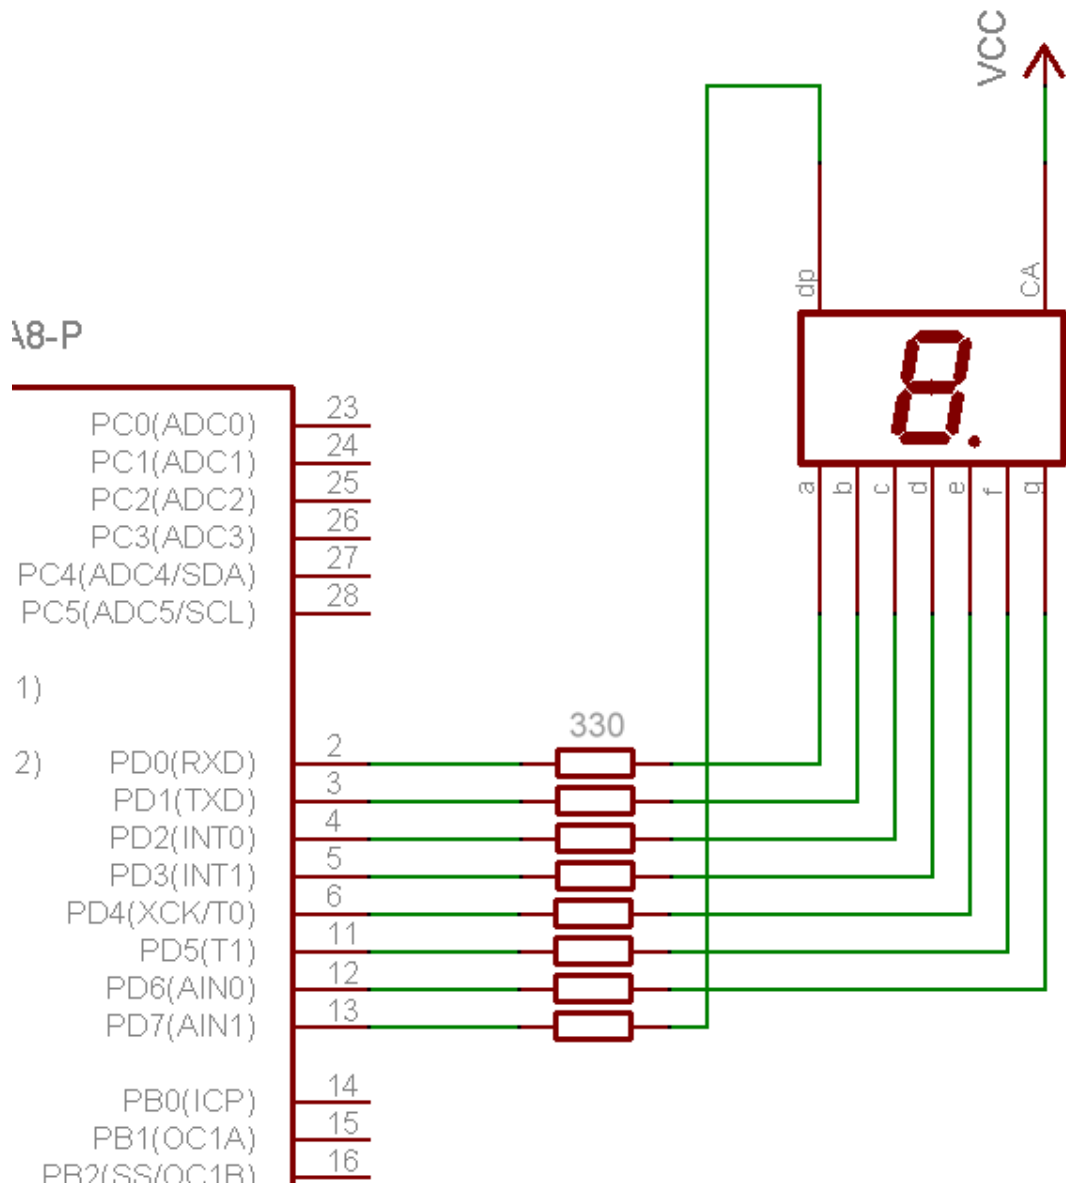 VCC
dp
CA
A8-P
a
b
c
d
e
f
g
PC0(ADC0) 23
PC1(ADC1) 24
PC2(ADC2) 25
PC3(ADC3) 26
PC4(ADC4/SDA) 27
PC5(ADC5/SCL) 28
1)
330
2) PD0(RXD) 2
PD1(TXD) 3
PD2(INT0) 4
PD3(INT1) 5
PD4(XCK/T0) 6
PD5(T1) 11
PD6(AIN0) 12
PD7(AIN1) 13
PB0(ICP) 14
PB1(OC1A) 15
PB2(SS/OC1B) 16